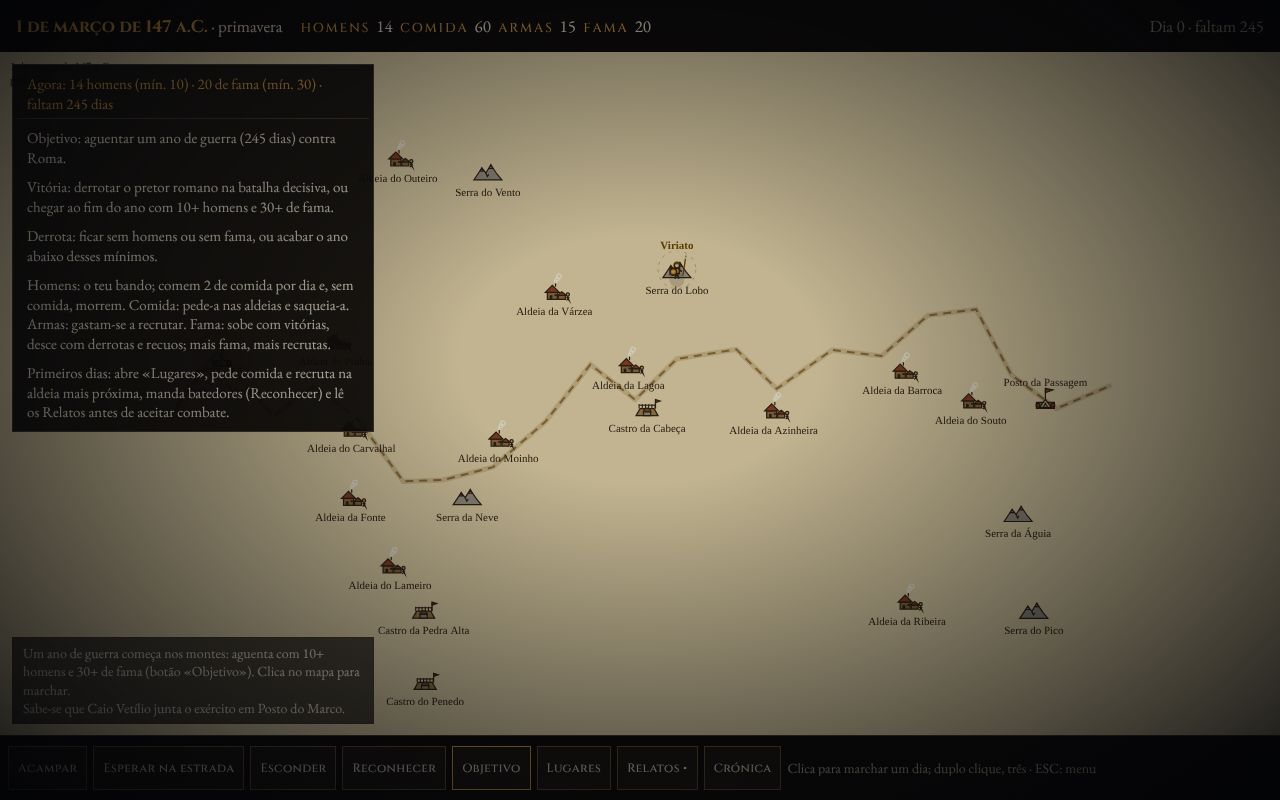 1 DE MARÇO DE 147 A.C. · primavera HOMENS 14 COMIDA 60 ARMAS 15 FAMA 20 Dia 0 · faltam 245
Agora: 14 homens (mín. 10) · 20 de fama (mín. 30) ·
faltam 245 dias
Objetivo: aguentar um ano de guerra (245 dias) contra
Roma.
Vitória: derrotar o pretor romano na batalha decisiva, ou
chegar ao fim do ano com 10+ homens e 30+ de fama.
Derrota: ficar sem homens ou sem fama, ou acabar o ano
abaixo desses mínimos.
Homens: o teu bando; comem 2 de comida por dia e, sem
comida, morrem. Comida: pede-a nas aldeias e saqueia-a.
Armas: gastam-se a recrutar. Fama: sobe com vitórias,
desce com derrotas e recuos; mais fama, mais recrutas.
Primeiros dias: abre «Lugares», pede comida e recruta na
aldeia mais próxima, manda batedores (Reconhecer) e lê
os Relatos antes de aceitar combate.
Aldeia do Outeiro
Serra do Vento
Viriato
Serra do Lobo
Aldeia da Várzea
Aldeia da Lagoa
Posto da Passagem
Aldeia da Barroca
Aldeia do Souto
Castro da Cabeça
Aldeia da Azinheira
Aldeia do Carvalhal
Aldeia do Moinho
Aldeia da Fonte
Serra da Neve
Serra da Águia
Aldeia do Lameiro
Castro da Pedra Alta
Aldeia da Ribeira
Serra do Pico
Castro do Penedo
Um ano de guerra começa nos montes: aguenta com 10+
homens e 30+ de fama (botão «Objetivo»). Clica no mapa para
marchar.
Sabe-se que Caio Vetílio junta o exército em Posto do Marco.
ACAMPAR ESPERAR NA ESTRADA ESCONDER RECONHECER OBJETIVO LUGARES RELATOS • CRÓNICA Clica para marchar um dia; duplo clique, três · ESC: menu